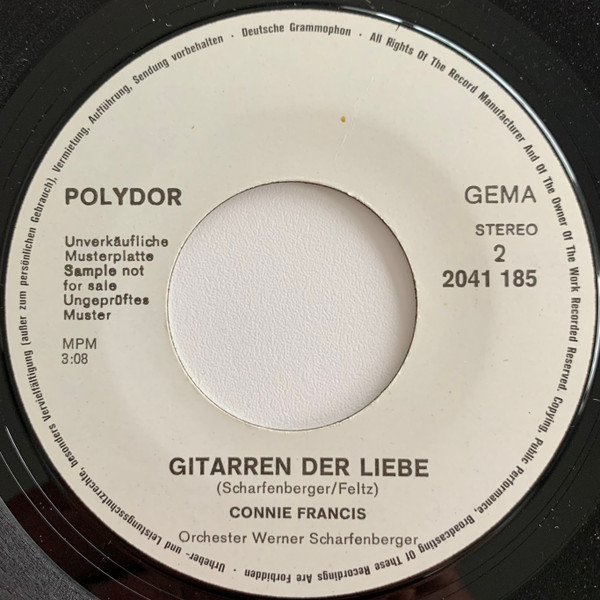 Urheber- und Leistungsschutzrechte, besonders Vervielfältigung (außer zum persönlichen Gebrauch), Vermietung, Aufführung, Sendung vorbehalten · Deutsche Grammophon · All Rights Of The Record Manufacturer And Of The Owner Of The Work Recorded Reserved. Copying, Public Performance, Broadcasting Of These Recordings Are Forbidden ·
POLYDOR
GEMA
STEREO
2
2041 185
Unverkäufliche
Musterplatte
Sample not
for sale
Ungeprüftes
Muster
MPM
3:08
GITARREN DER LIEBE
(Scharfenberger/Feltz)
CONNIE FRANCIS
Orchester Werner Scharfenberger